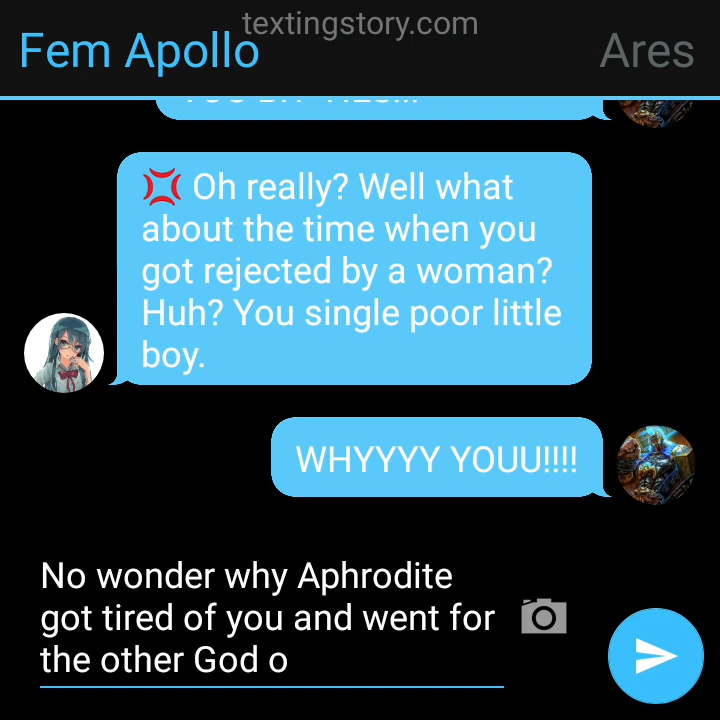 textingstory.com
Fem Apollo
Ares
💢 Oh really? Well what
about the time when you
got rejected by a woman?
Huh? You single poor little
boy.
WHYYYY YOUU!!!!
No wonder why Aphrodite
got tired of you and went for
the other God o